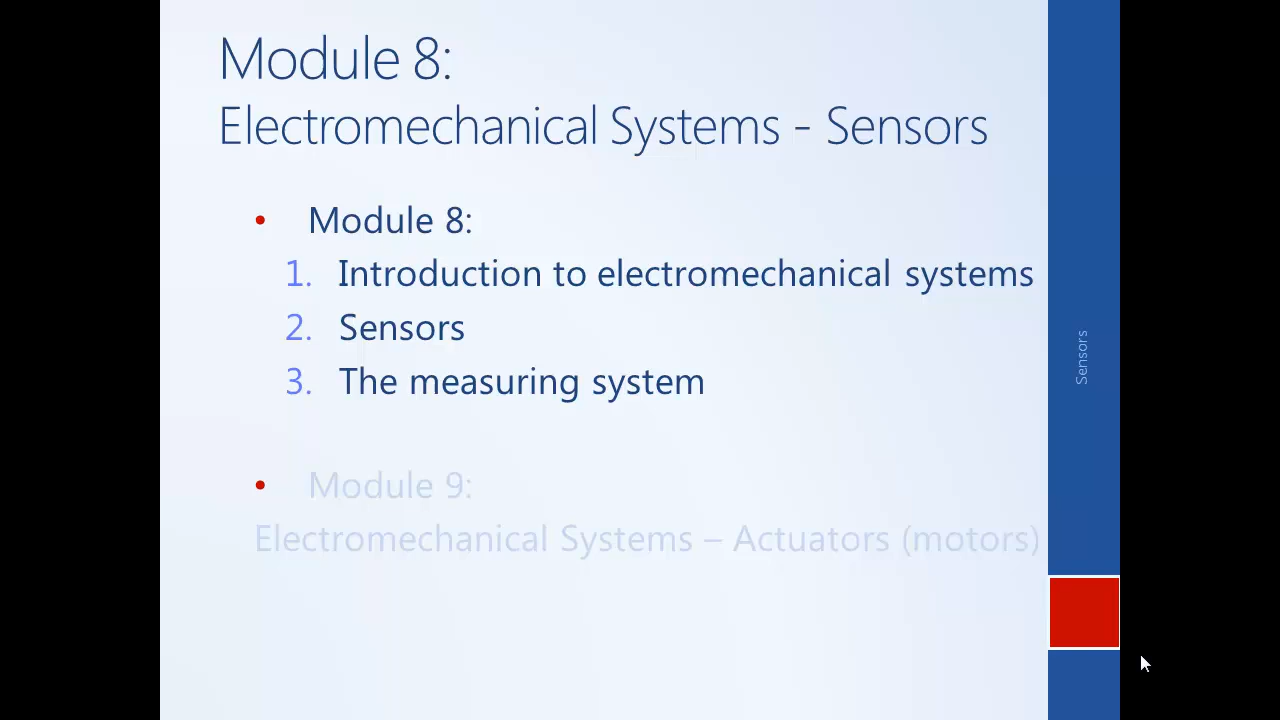 Module 8:
Electromechanical Systems - Sensors
• Module 8:
1. Introduction to electromechanical systems
2. Sensors
3. The measuring system
• Module 9:
Electromechanical Systems – Actuators (motors)
Sensors